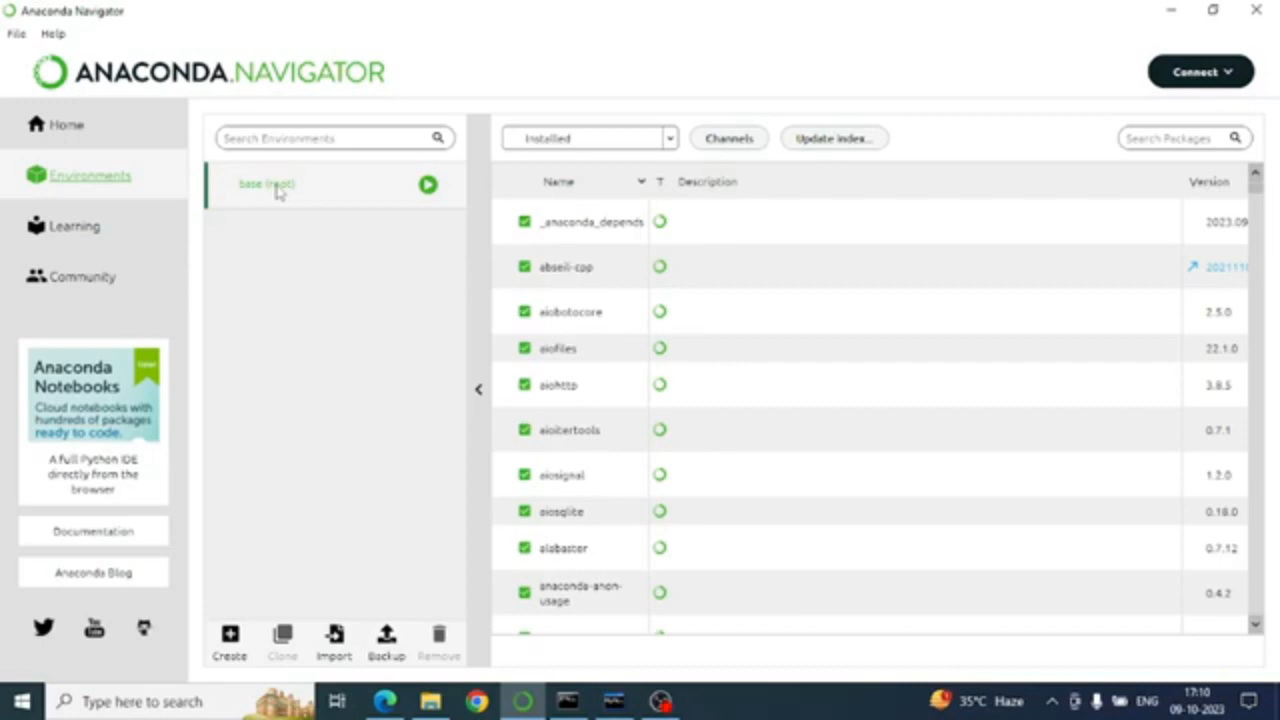 Anaconda Navigator
File Help
ANACONDA.NAVIGATOR
Connect
Home
Environments
Learning
Community
Anaconda
Notebooks
Cloud notebooks with
hundreds of packages
ready to code.
A full Python IDE
directly from the
browser
Documentation
Anaconda Blog
You
Tube
Search Environments
base (root)
Create Clone Import Backup Remove
Installed Channels Update index... Search Packages
Name T Description Version
_anaconda_depends 2023.09
abseil-cpp 2021110
aiobotocore 2.5.0
aiofiles 22.1.0
aiohttp 3.8.5
aioitertools 0.7.1
aiosignal 1.2.0
aiosqlite 0.18.0
alabaster 0.7.12
anaconda-anon-
usage 0.4.2
Type here to search
35°C Haze ENG 17:10
09-10-2023